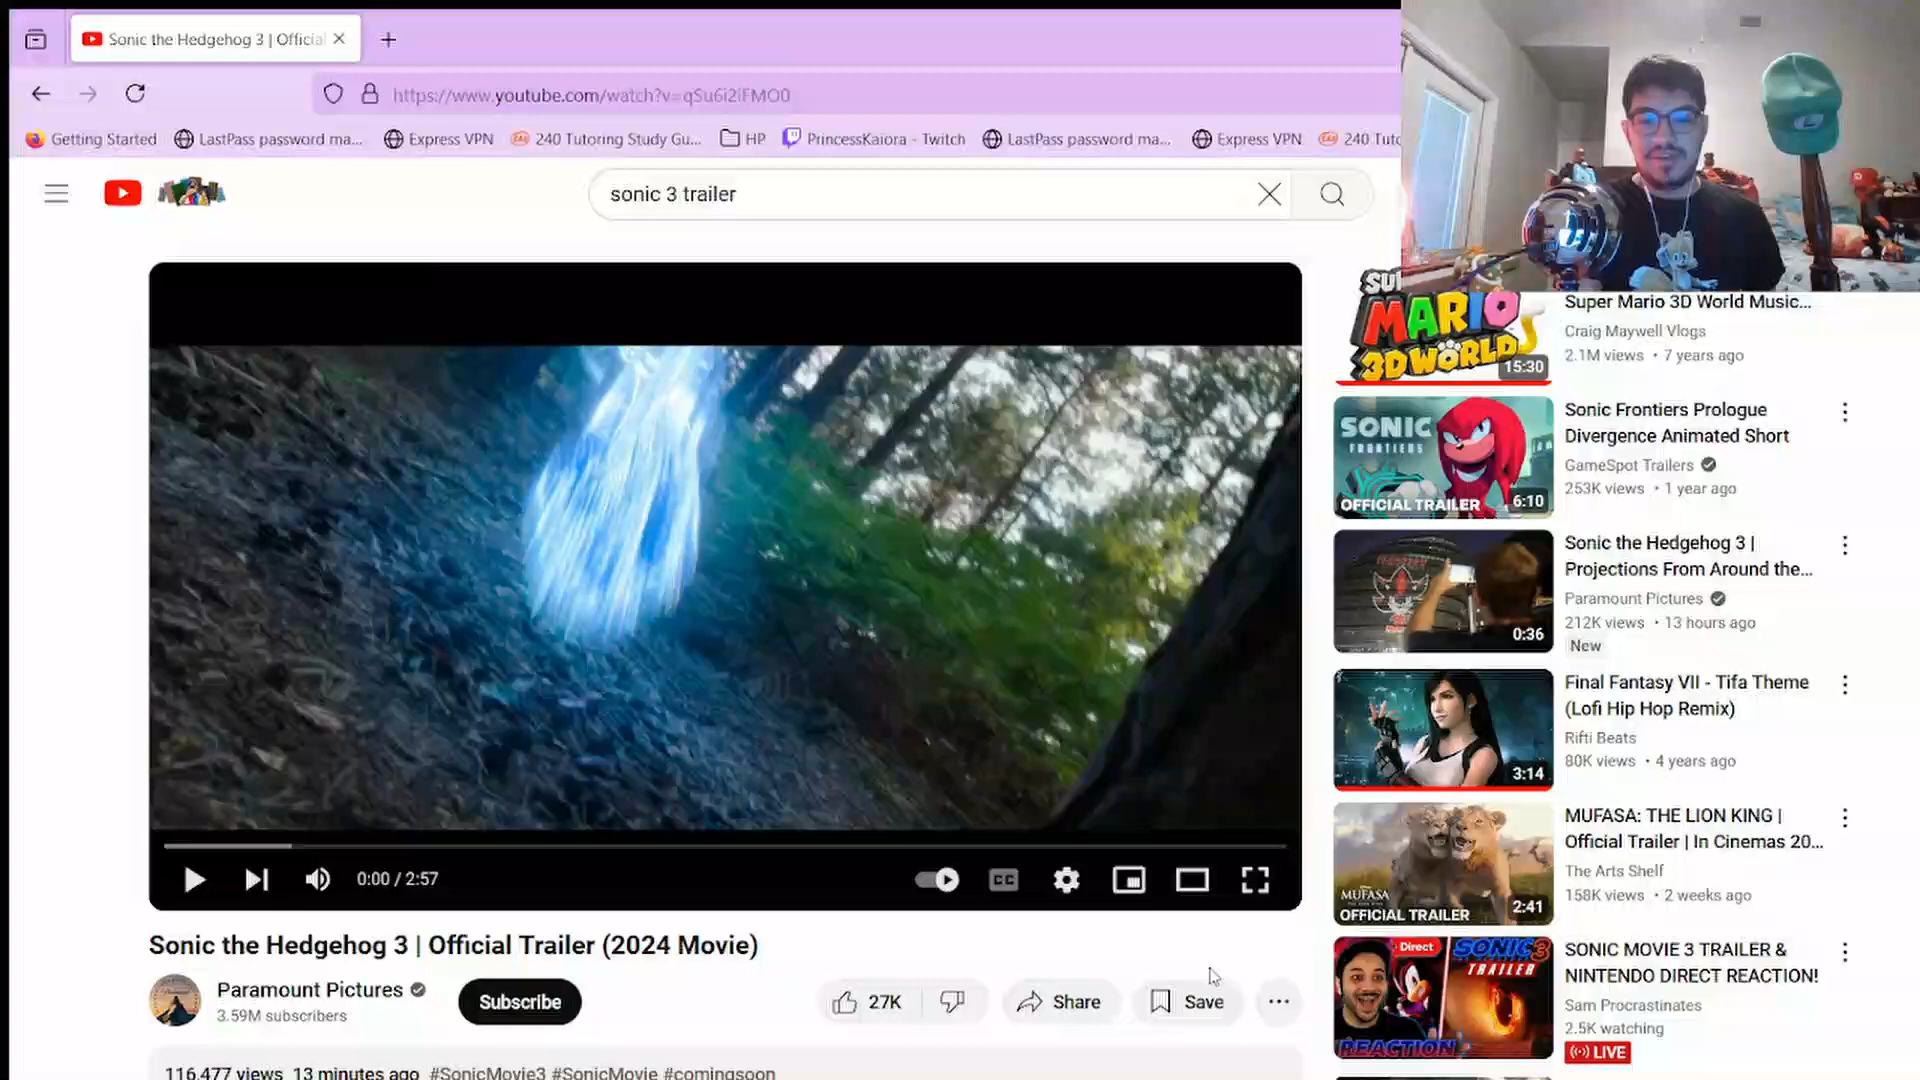 Sonic the Hedgehog 3 | Official
https://www.youtube.com/watch?v=qSu6i2iFMO0
Getting Started
LastPass password ma...
Express VPN
240 Tutoring Study Gu...
HP
PrincessKaiora - Twitch
LastPass password ma...
Express VPN
240 Tuto
sonic 3 trailer
MARIO
3D WORLD
15:30
Super Mario 3D World Music...
Craig Maywell Vlogs
2.1M views • 7 years ago
SONIC
FRONTIERS
OFFICIAL TRAILER
6:10
Sonic Frontiers Prologue
Divergence Animated Short
GameSpot Trailers
253K views • 1 year ago
0:36
Sonic the Hedgehog 3 |
Projections From Around the...
Paramount Pictures
212K views • 13 hours ago
New
3:14
Final Fantasy VII - Tifa Theme
(Lofi Hip Hop Remix)
Rifti Beats
80K views • 4 years ago
MUFASA
OFFICIAL TRAILER
2:41
MUFASA: THE LION KING |
Official Trailer | In Cinemas 20...
The Arts Shelf
158K views • 2 weeks ago
Direct
SONIC 3
TRAILER
REACTION
SONIC MOVIE 3 TRAILER &
NINTENDO DIRECT REACTION!
Sam Procrastinates
2.5K watching
LIVE
0:00 / 2:57
CC
Sonic the Hedgehog 3 | Official Trailer (2024 Movie)
Paramount Pictures
3.59M subscribers
Subscribe
27K
Share
Save
116,477 views 13 minutes ago #SonicMovie3 #SonicMovie #comingsoon